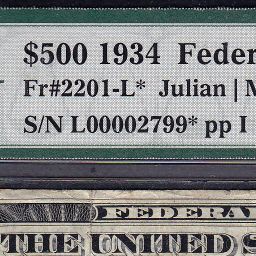 $500 1934 Feder
Fr#2201-L* Julian | M
S/N L00002799* pp I
FEDERA
THE UNITED S